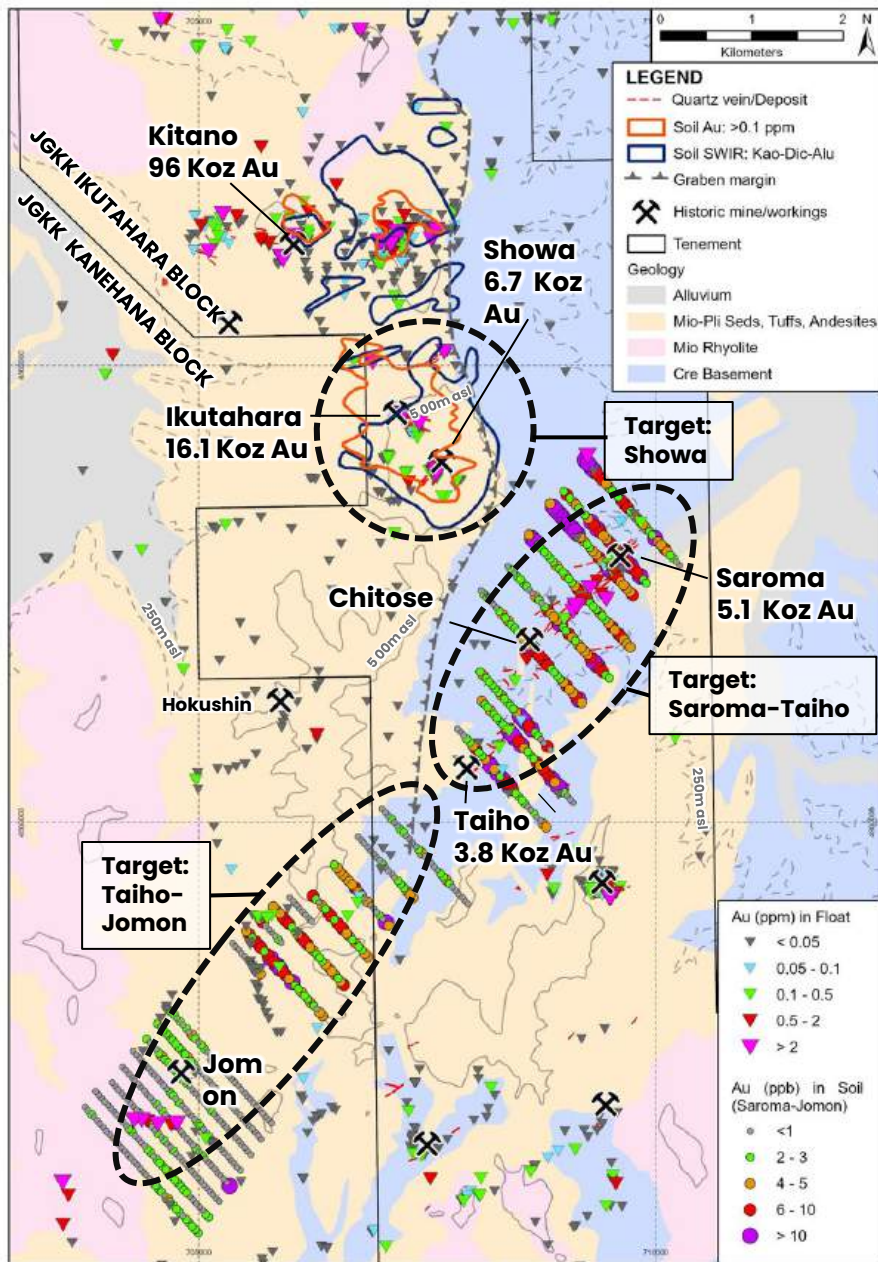 705000
710000
0 1 2
Kilometers
N
LEGEND
Quartz vein/Deposit
Soil Au: >0.1 ppm
Soil SWIR: Kao-Dic-Alu
Graben margin
Historic mine/workings
Tenement
Geology
Alluvium
Mio-Pli Seds, Tuffs, Andesites
Mio Rhyolite
Cre Basement
Kitano
96 Koz Au
JGKK IKUTAHARA BLOCK
JGKK KANEHANA BLOCK
Showa
6.7 Koz
Au
Ikutahara
16.1 Koz Au
500m asl
Target:
Showa
Chitose
Saroma
5.1 Koz Au
250m asl
500m asl
Target:
Saroma-Taiho
Hokushin
250m asl
Taiho
3.8 Koz Au
Target:
Taiho-
Jomon
Jom
on
Au (ppm) in Float
< 0.05
0.05 - 0.1
0.1 - 0.5
0.5 - 2
> 2
Au (ppb) in Soil
(Saroma-Jomon)
<1
2 - 3
4 - 5
6 - 10
> 10
705000
710000